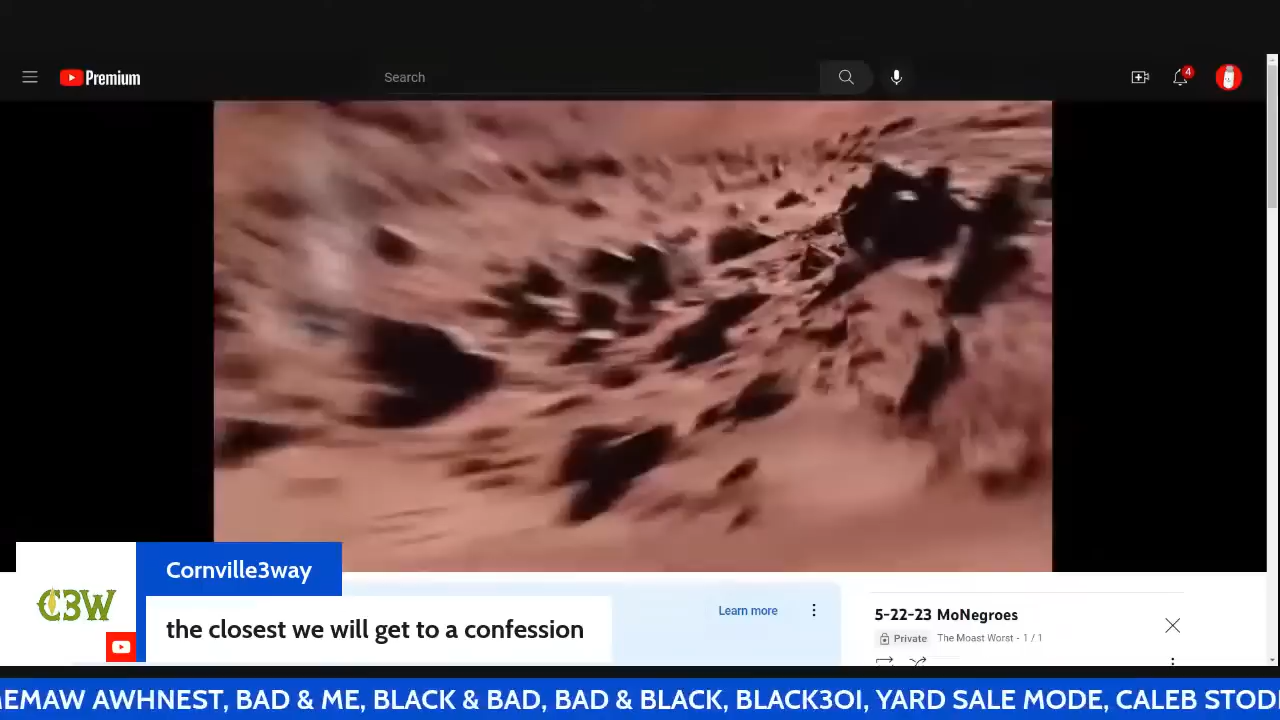 Premium
Search
4
Cornville3way
C3W
the closest we will get to a confession
Learn more
5-22-23 MoNegroes
Private The Moast Worst - 1 / 1
EMAW AWHNEST, BAD & ME, BLACK & BAD, BAD & BLACK, BLACK3OI, YARD SALE MODE, CALEB STOD